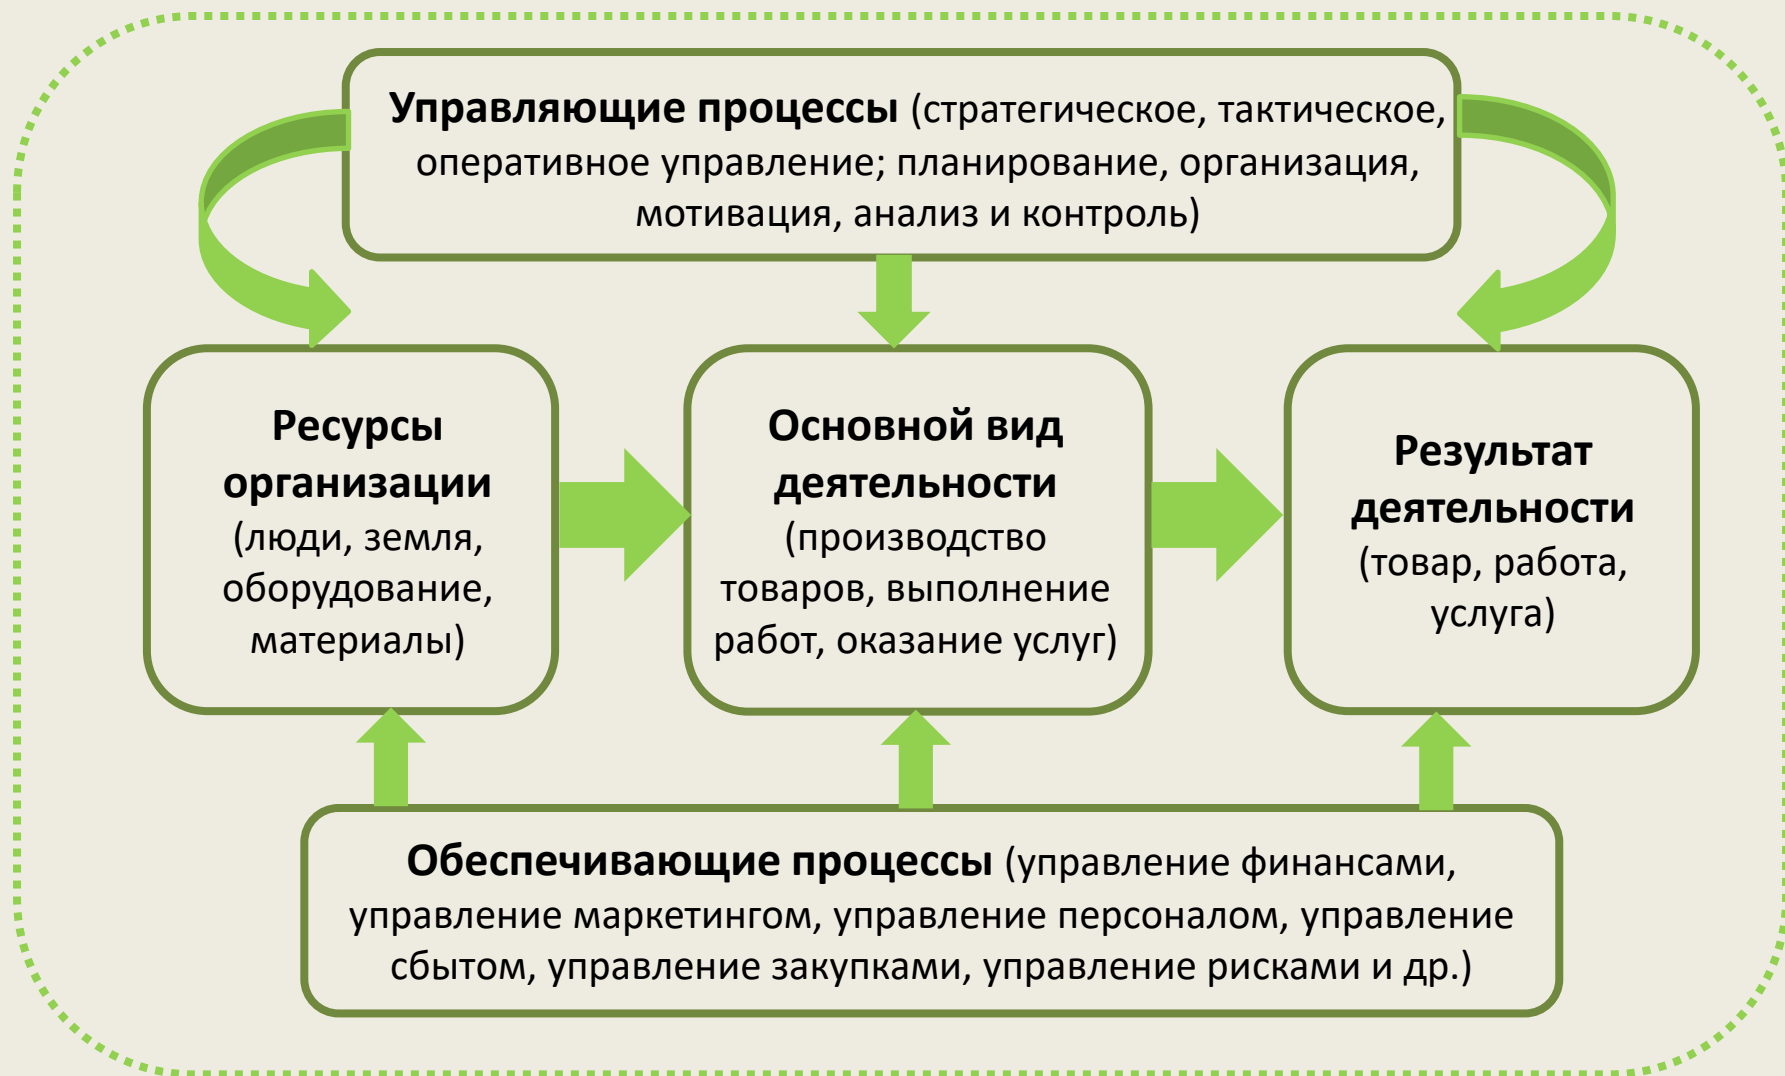 Управляющие процессы (стратегическое, тактическое,
оперативное управление; планирование, организация,
мотивация, анализ и контроль)
Ресурсы
организации
(люди, земля,
оборудование,
материалы)
Основной вид
деятельности
(производство
товаров, выполнение
работ, оказание услуг)
Результат
деятельности
(товар, работа,
услуга)
Обеспечивающие процессы (управление финансами,
управление маркетингом, управление персоналом, управление
сбытом, управление закупками, управление рисками и др.)